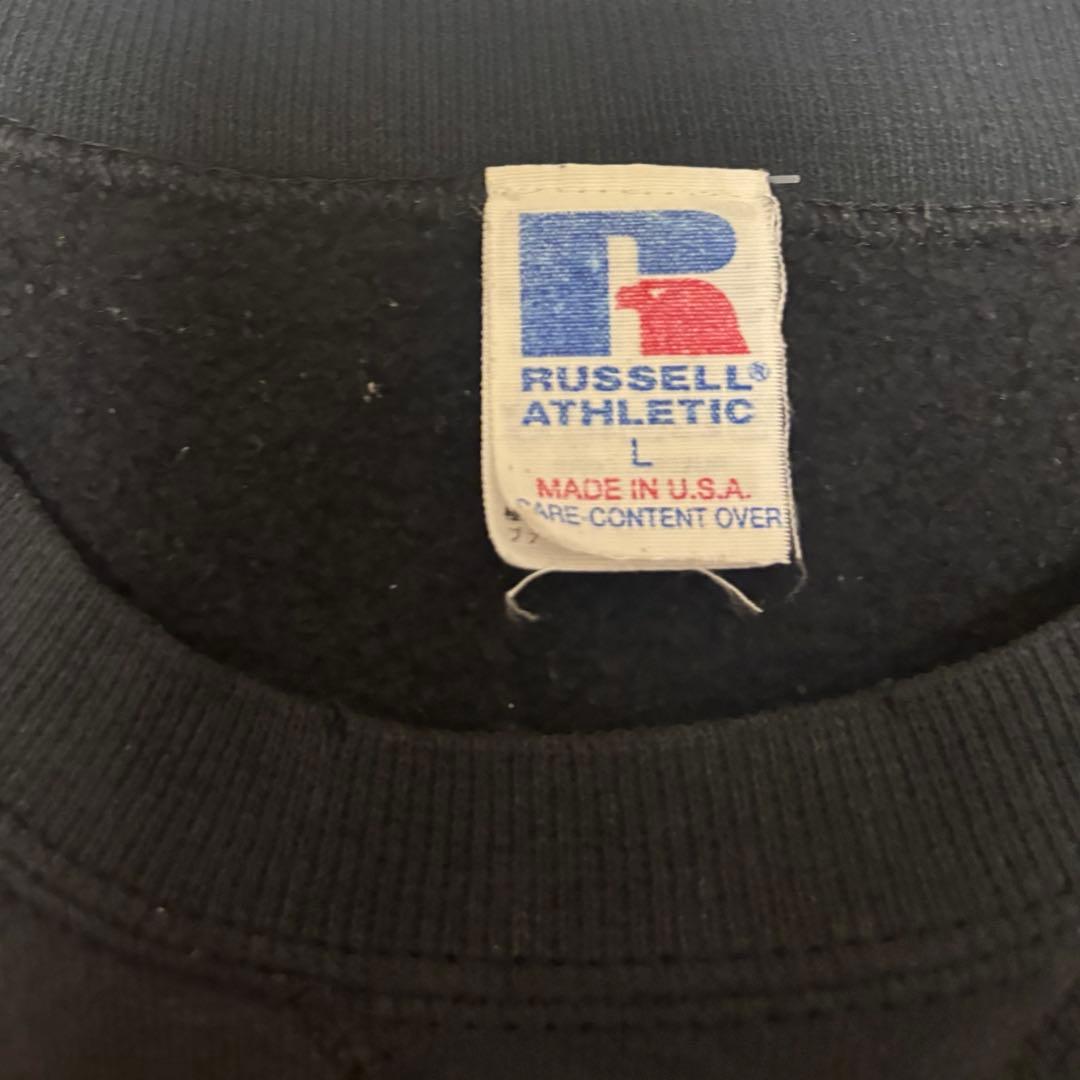 R
RUSSELL®
ATHLETIC
L
MADE IN U.S.A.
CARE-CONTENT OVER